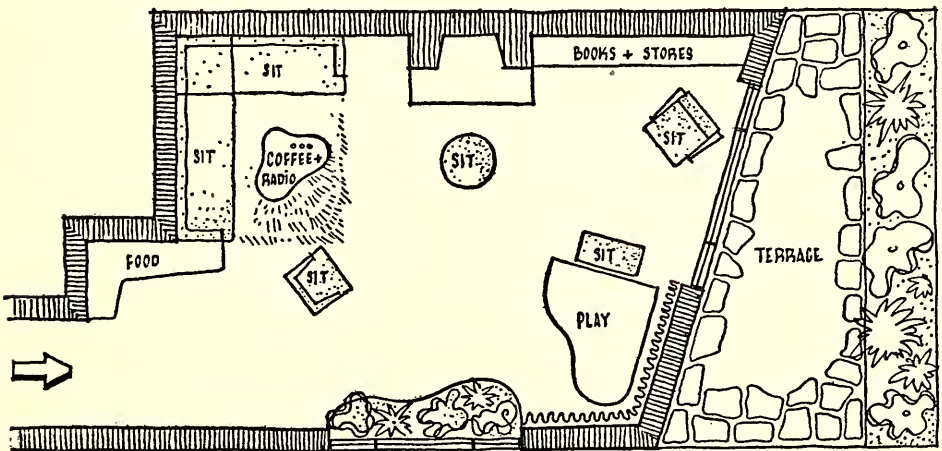 SIT
BOOKS + STORES
SIT
COFFEE +
RADIO
SIT
SIT
FOOD
SIT
SIT
TERRACE
PLAY